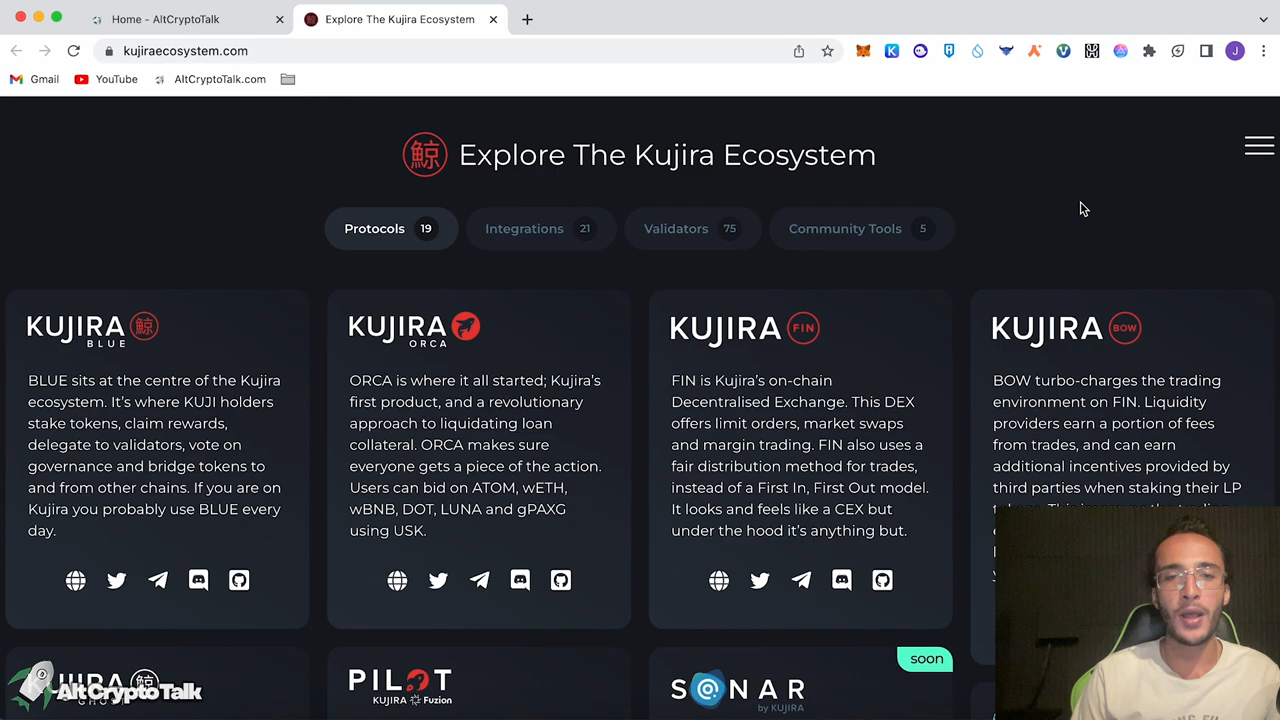 Home - AltCryptoTalk
Explore The Kujira Ecosystem
kujiraecosystem.com
J
Gmail
YouTube
AltCryptoTalk.com
鯨 Explore The Kujira Ecosystem
Protocols 19
Integrations 21
Validators 75
Community Tools 5
KUJIRA 鯨
BLUE
BLUE sits at the centre of the Kujira
ecosystem. It's where KUJI holders
stake tokens, claim rewards,
delegate to validators, vote on
governance and bridge tokens to
and from other chains. If you are on
Kujira you probably use BLUE every
day.
KUJIRA
ORCA
ORCA is where it all started; Kujira's
first product, and a revolutionary
approach to liquidating loan
collateral. ORCA makes sure
everyone gets a piece of the action.
Users can bid on ATOM, wETH,
wBNB, DOT, LUNA and gPAXG
using USK.
KUJIRA FIN
FIN is Kujira's on-chain
Decentralised Exchange. This DEX
offers limit orders, market swaps
and margin trading. FIN also uses a
fair distribution method for trades,
instead of a First In, First Out model.
It looks and feels like a CEX but
under the hood it's anything but.
KUJIRA BOW
BOW turbo-charges the trading
environment on FIN. Liquidity
providers earn a portion of fees
from trades, and can earn
additional incentives provided by
third parties when staking their LP
AltCryptoTalk
PILOT
KUJIRA Fuzion
soon
SONAR
by KUJIRA